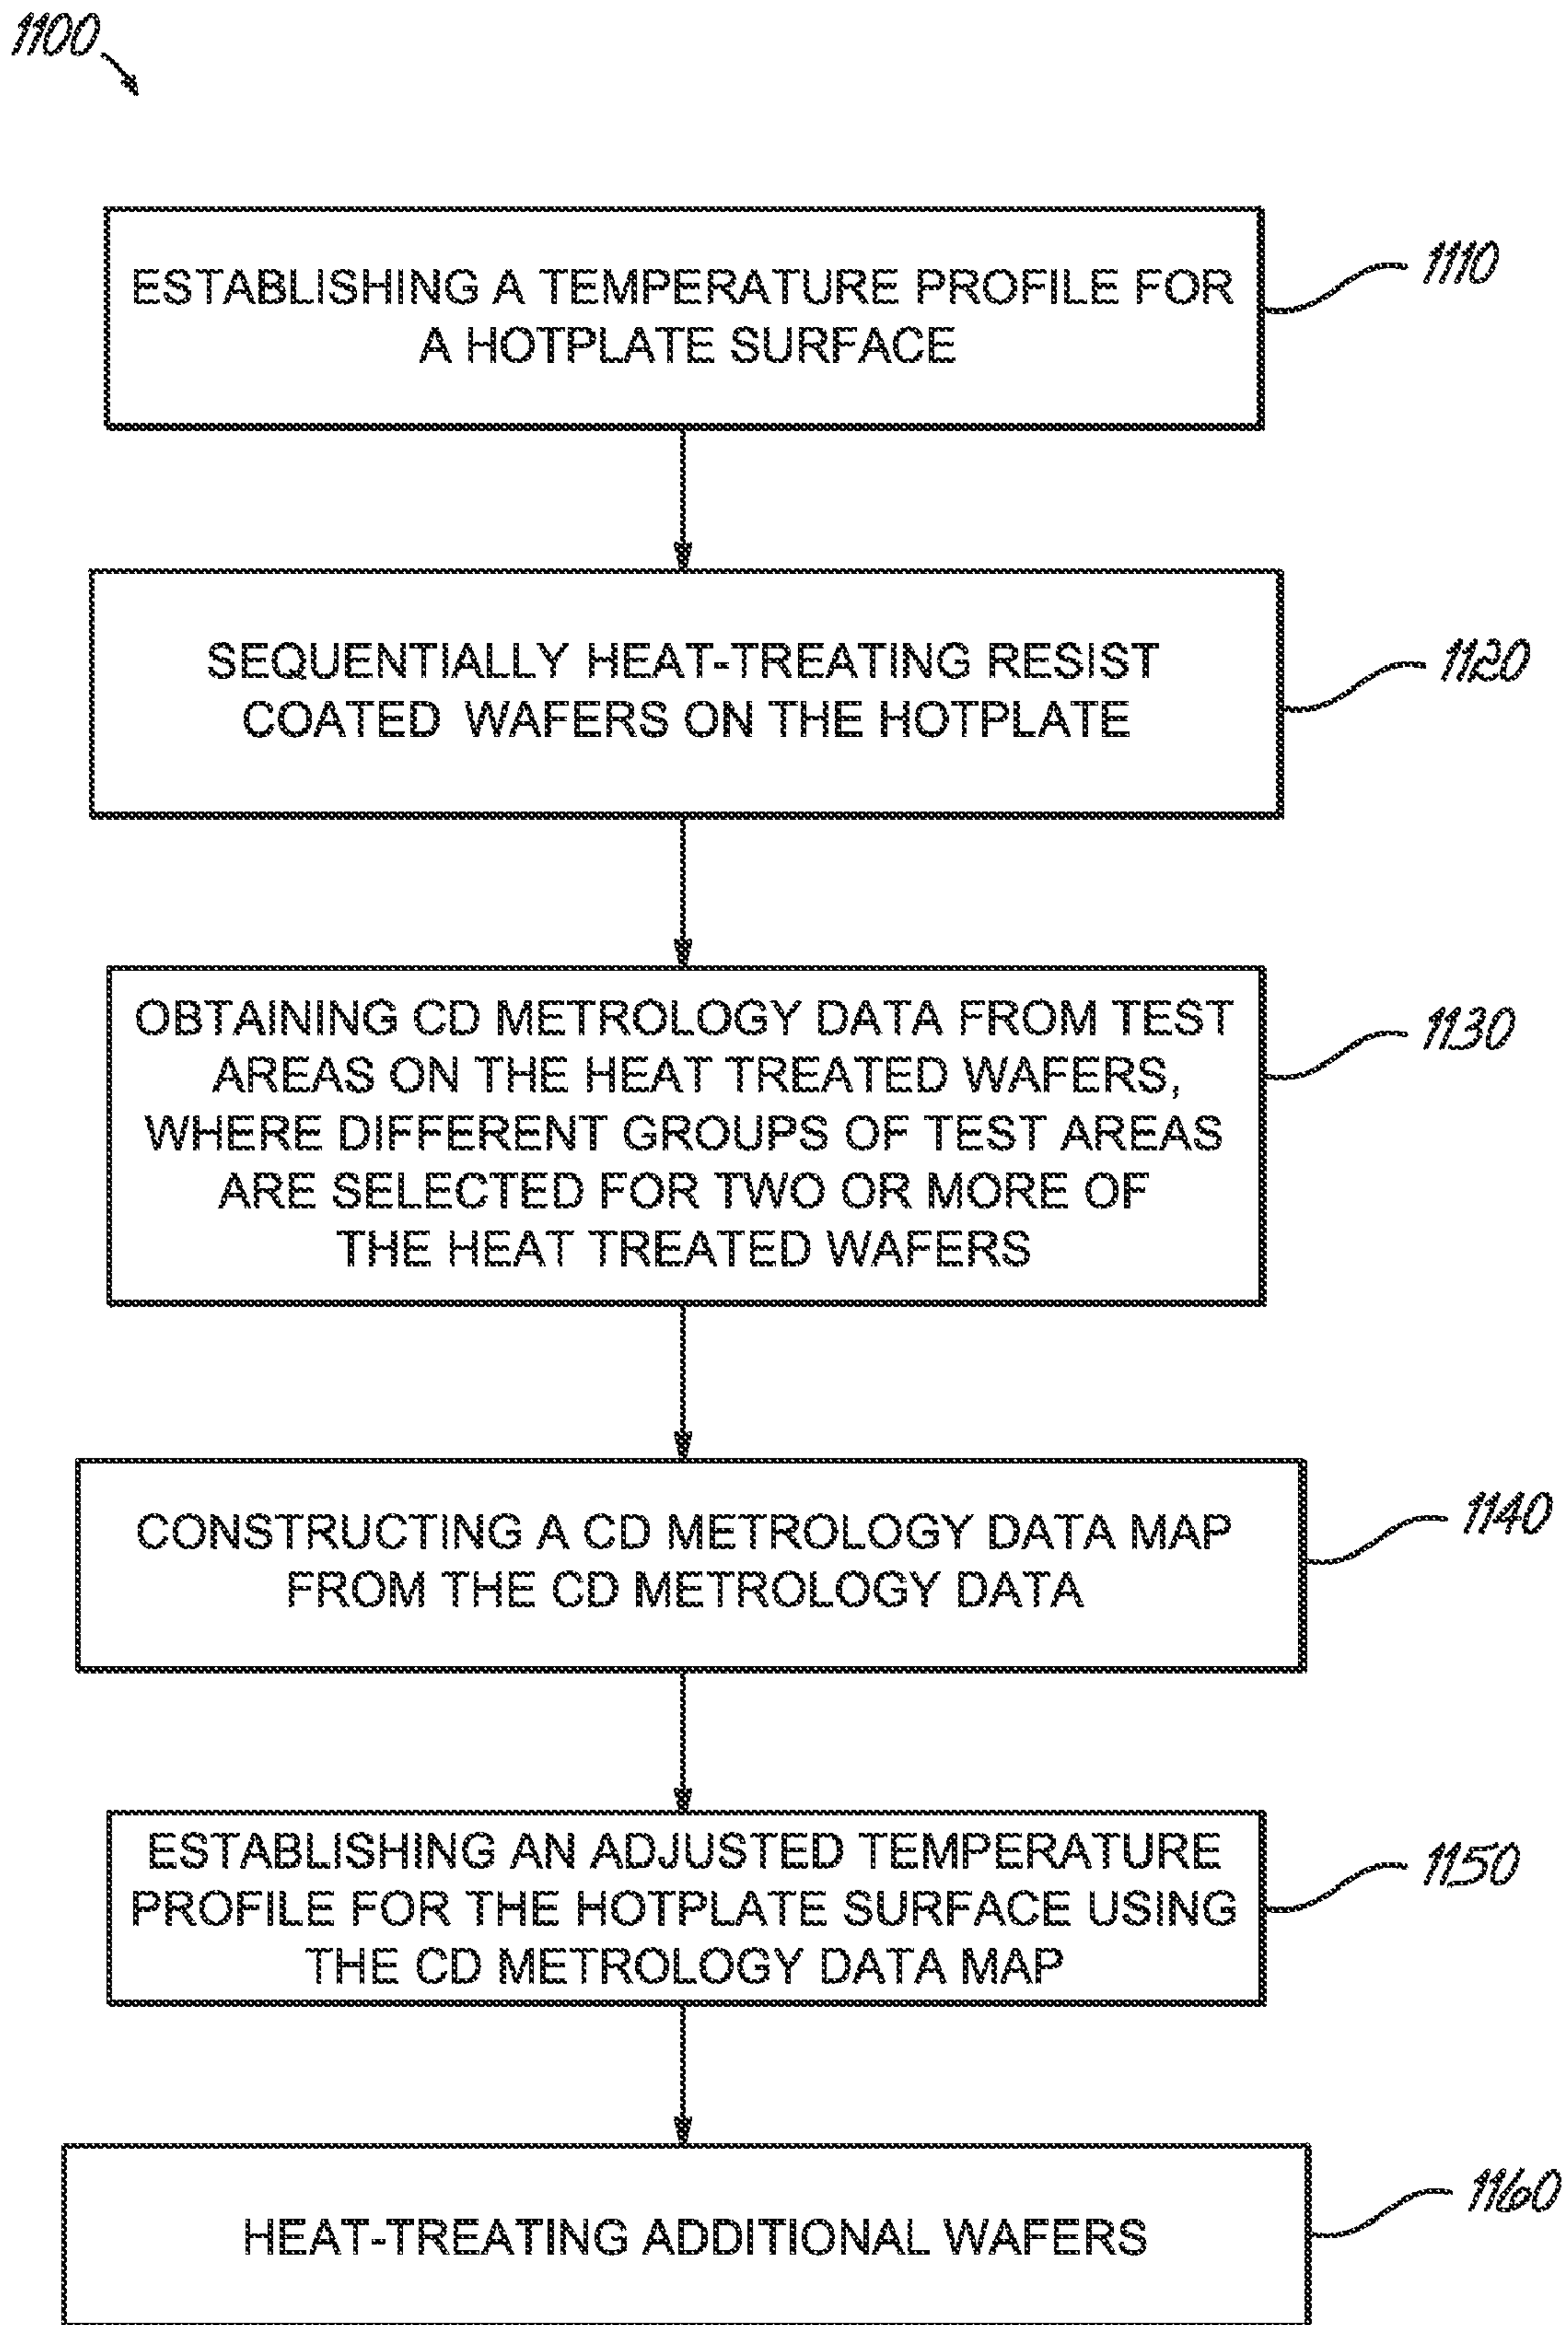 1100
ESTABLISHING A TEMPERATURE PROFILE FOR
A HOTPLATE SURFACE
1110
SEQUENTIALLY HEAT-TREATING RESIST
COATED WAFERS ON THE HOTPLATE
1120
OBTAINING CD METROLOGY DATA FROM TEST
AREAS ON THE HEAT TREATED WAFERS,
WHERE DIFFERENT GROUPS OF TEST AREAS
ARE SELECTED FOR TWO OR MORE OF
THE HEAT TREATED WAFERS
1130
CONSTRUCTING A CD METROLOGY DATA MAP
FROM THE CD METROLOGY DATA
1140
ESTABLISHING AN ADJUSTED TEMPERATURE
PROFILE FOR THE HOTPLATE SURFACE USING
THE CD METROLOGY DATA MAP
1150
HEAT-TREATING ADDITIONAL WAFERS
1160